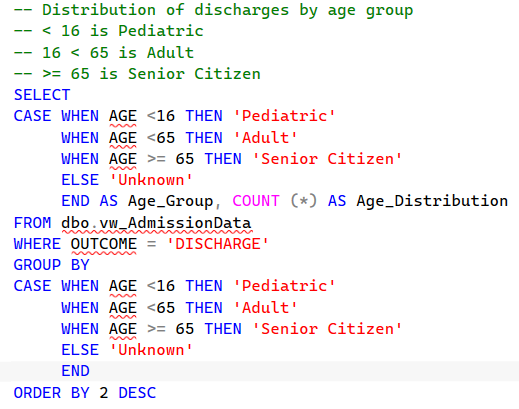 -- Distribution of discharges by age group
-- < 16 is Pediatric
-- 16 < 65 is Adult
-- >= 65 is Senior Citizen
SELECT
CASE WHEN AGE <16 THEN 'Pediatric'
     WHEN AGE <65 THEN 'Adult'
     WHEN AGE >= 65 THEN 'Senior Citizen'
     ELSE 'Unknown'
     END AS Age_Group, COUNT (*) AS Age_Distribution
FROM dbo.vw_AdmissionData
WHERE OUTCOME = 'DISCHARGE'
GROUP BY
CASE WHEN AGE <16 THEN 'Pediatric'
     WHEN AGE <65 THEN 'Adult'
     WHEN AGE >= 65 THEN 'Senior Citizen'
     ELSE 'Unknown'
     END
ORDER BY 2 DESC